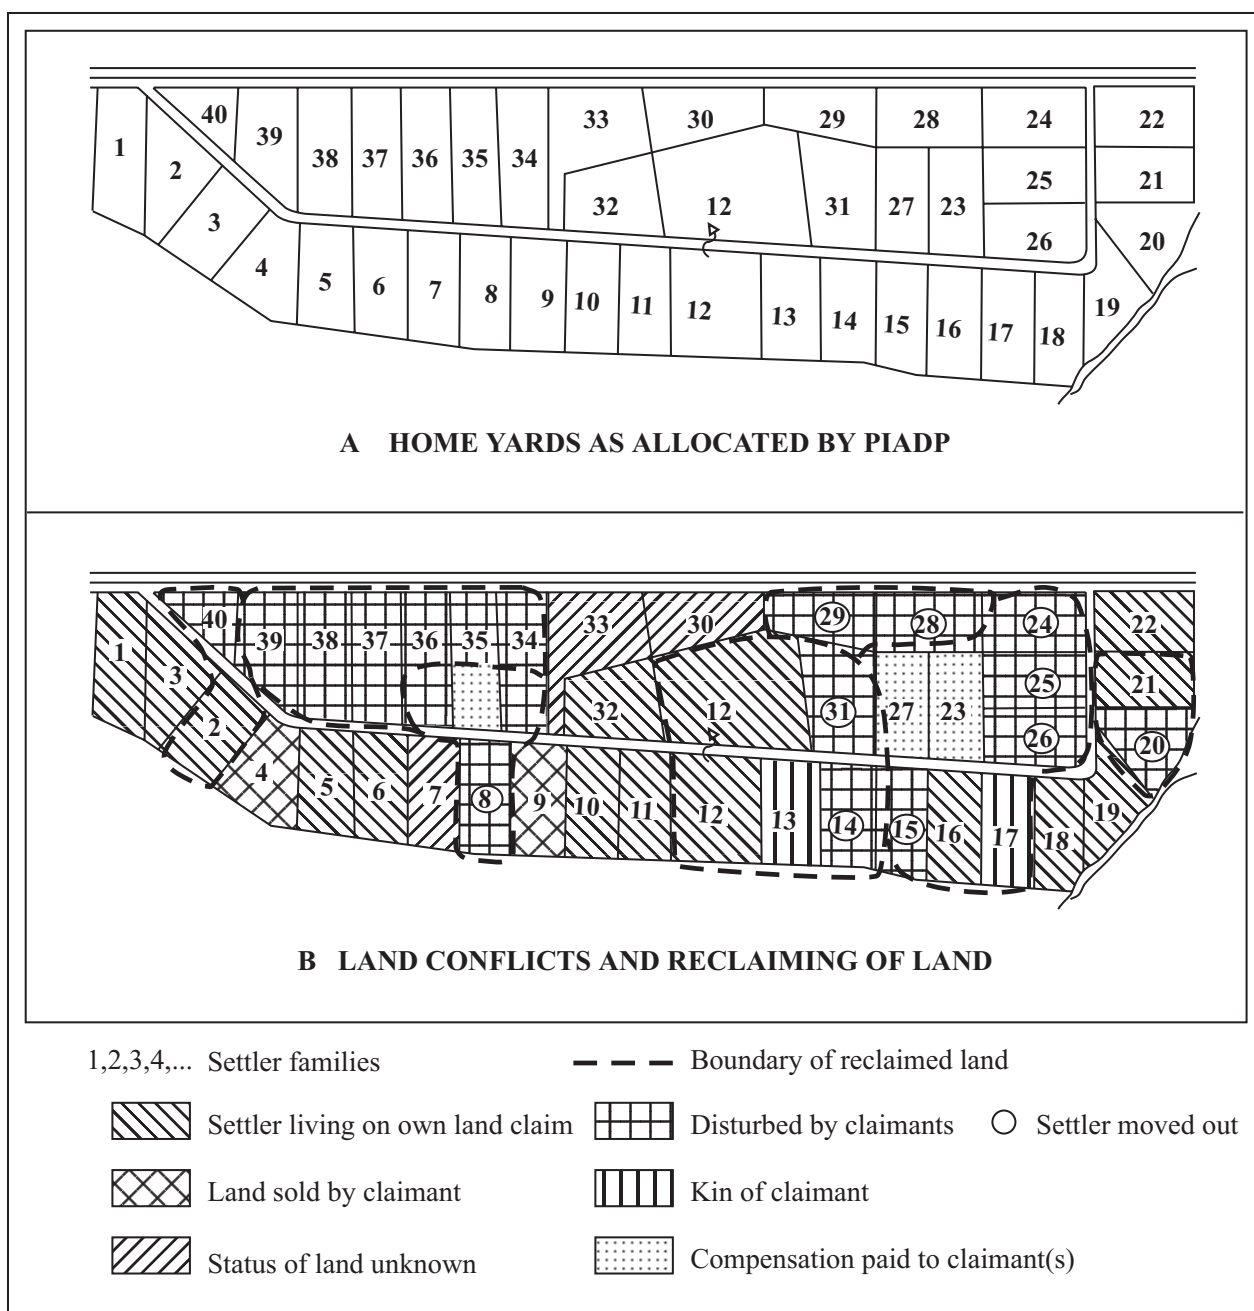 40 39 33 30 29 28 24 22
1 2 38 37 36 35 34 25 21
3 32 12 31 27 23 26 20
4 5 6 7 8 9 10 11 12 13 14 15 16 17 18 19
A HOME YARDS AS ALLOCATED BY PIADP
40 39 38 37 36 35 34 33 30 29 28 24 22
1 3 2 32 12 31 27 23 25 21
4 5 6 7 8 9 10 11 12 13 14 15 16 17 18 19 26 20
B LAND CONFLICTS AND RECLAIMING OF LAND
1,2,3,4,... Settler families
Boundary of reclaimed land
Settler living on own land claim
Disturbed by claimants
Settler moved out
Land sold by claimant
Kin of claimant
Status of land unknown
Compensation paid to claimant(s)